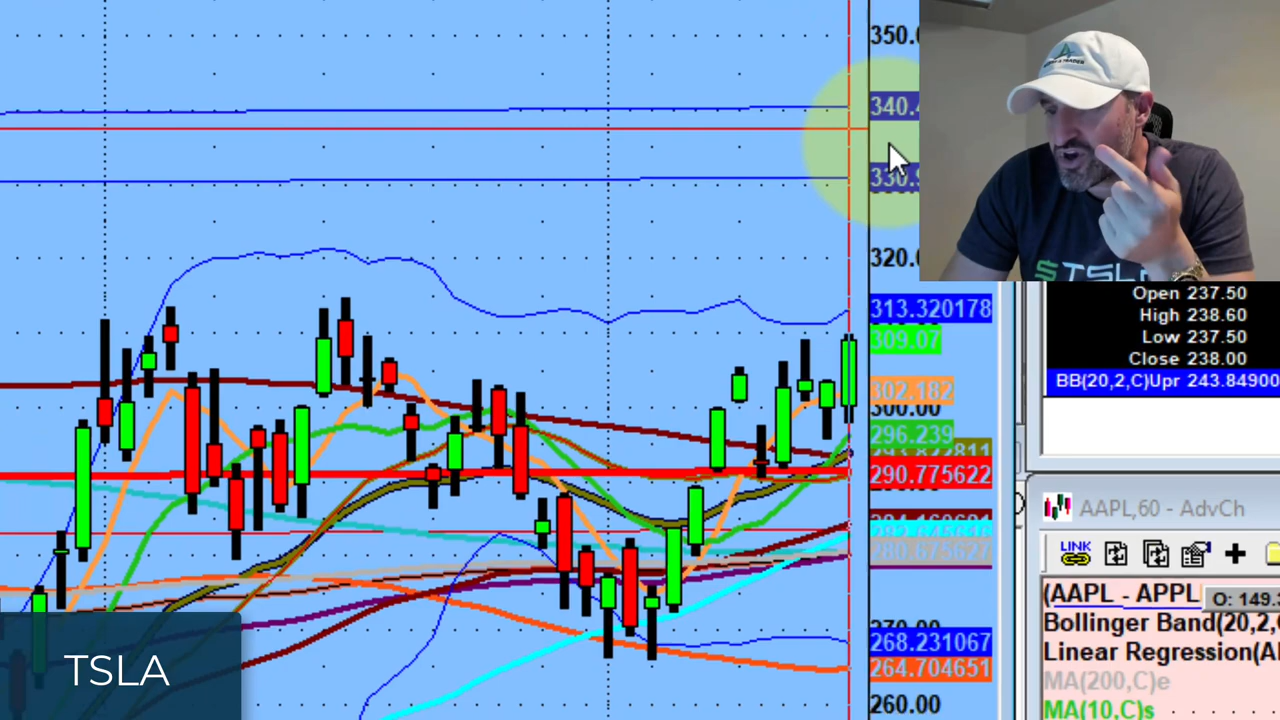 350.
340.
330.9
320.
313.320178
309.07
302.182
300.00
296.239
290.775622
280.675627
268.231067
264.704651
260.00
$TSL
Open 237.50
High 238.60
Low 237.50
Close 238.00
BB(20,2,C)Upr 243.84900
AAPL,60 - AdvCh
LINK
(AAPL - APPL
O: 149.3
Bollinger Band(20,2,
Linear Regression(A
MA(200,C)e
MA(10,C)s
TSLA